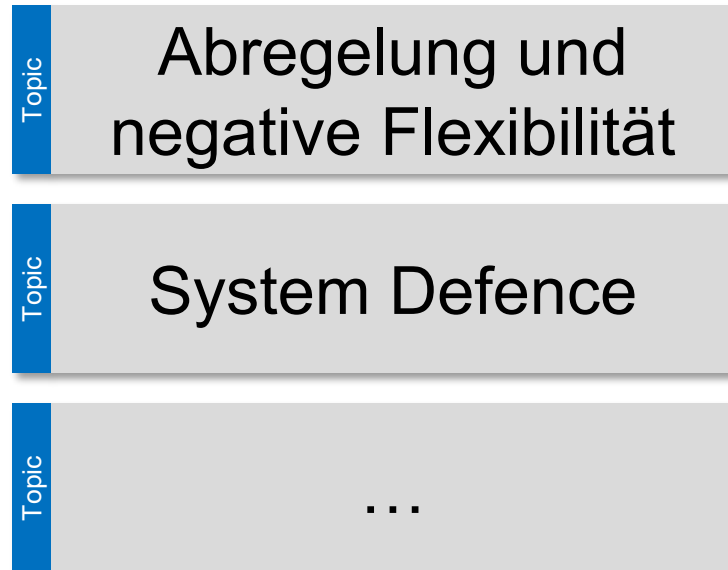 Topic
Abregelung und
negative Flexibilität
Topic
System Defence
Topic
...